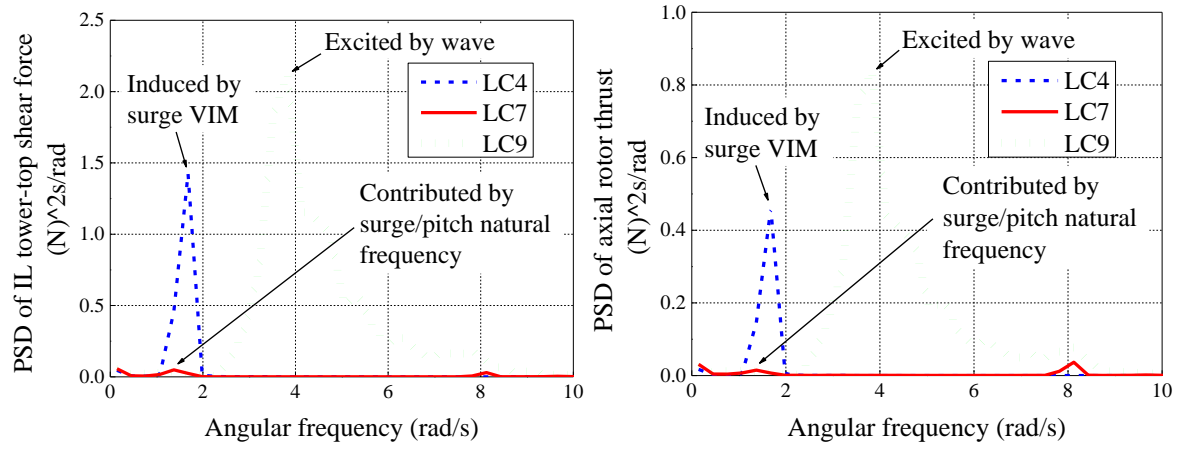 PSD of IL tower-top shear force
(N)^2s/rad
2.5
2.0
1.5
1.0
0.5
0.0
0
2
4
6
8
10
Angular frequency (rad/s)
Excited by wave
Induced by
surge VIM
LC4
LC7
LC9
Contributed by
surge/pitch natural
frequency
PSD of axial rotor thrust
(N)^2s/rad
1.0
0.8
0.6
0.4
0.2
0.0
0
2
4
6
8
10
Angular frequency (rad/s)
Excited by wave
Induced by
surge VIM
LC4
LC7
LC9
Contributed by
surge/pitch natural
frequency